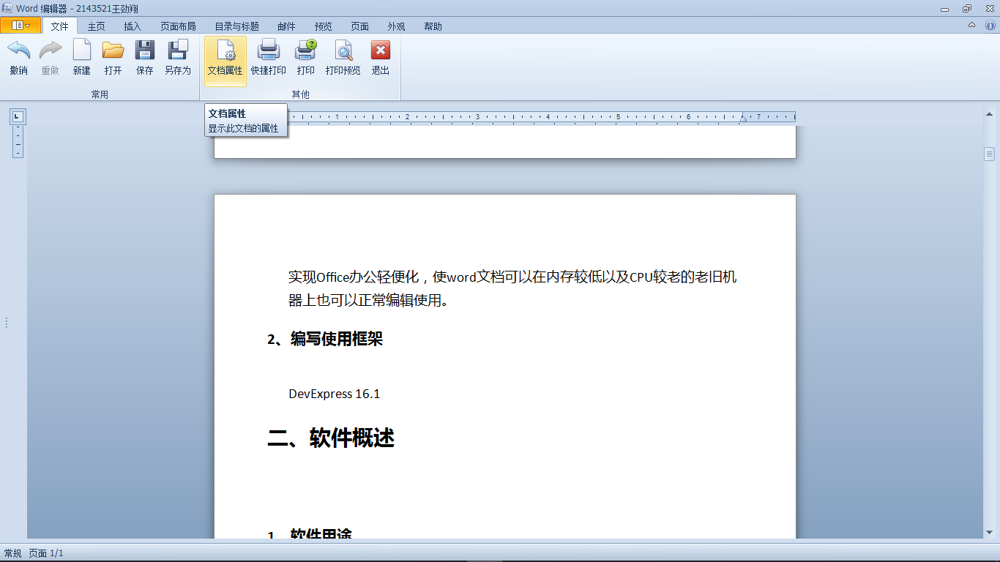 Word 编辑器 - 2143521王劲翔
文件 主页 插入 页面布局 目录与标题 邮件 预览 页面 外观 帮助
撤销 重做 新建 打开 保存 另存为 文档属性 快捷打印 打印 打印预览 退出
常用 其他
文档属性
显示此文档的属性
1 2 3 4 5 6 7
实现Office办公轻便化，使word文档可以在内存较低以及CPU较老的老旧机
器上也可以正常编辑使用。
2、编写使用框架
DevExpress 16.1
二、软件概述
1、软件用途
常规 页面 1/1